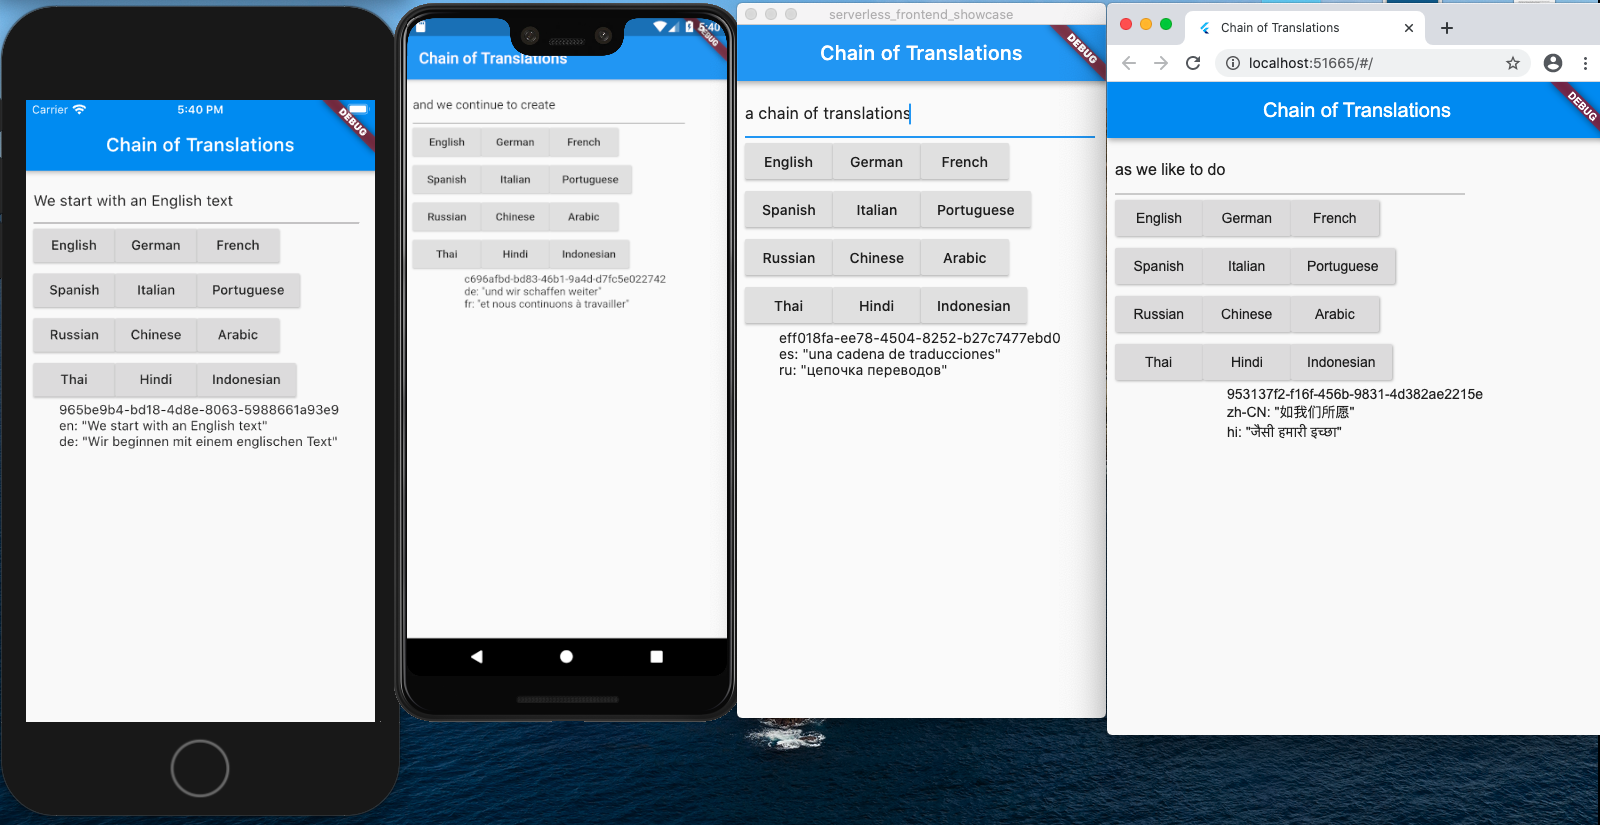 Carrier 5:40 PM
DEBUG
Chain of Translations
We start with an English text
English German French
Spanish Italian Portuguese
Russian Chinese Arabic
Thai Hindi Indonesian
965be9b4-bd18-4d8e-8063-5988661a93e9
en: "We start with an English text"
de: "Wir beginnen mit einem englischen Text"
5:40
DEBUG
Chain of Translations
and we continue to create
English German French
Spanish Italian Portuguese
Russian Chinese Arabic
Thai Hindi Indonesian
c696afbd-bd83-46b1-9a4d-d7fc5e022742
de: "und wir schaffen weiter"
fr: "et nous continuons à travailler"
serverless_frontend_showcase
DEBUG
Chain of Translations
a chain of translations
English German French
Spanish Italian Portuguese
Russian Chinese Arabic
Thai Hindi Indonesian
eff018fa-ee78-4504-8252-b27c7477ebd0
es: "una cadena de traducciones"
ru: "цепочка переводов"
Chain of Translations
localhost:51665/#/
DEBUG
Chain of Translations
as we like to do
English German French
Spanish Italian Portuguese
Russian Chinese Arabic
Thai Hindi Indonesian
953137f2-f16f-456b-9831-4d382ae2215e
zh-CN: "如我们所愿"
hi: "जैसी हमारी इच्छा"